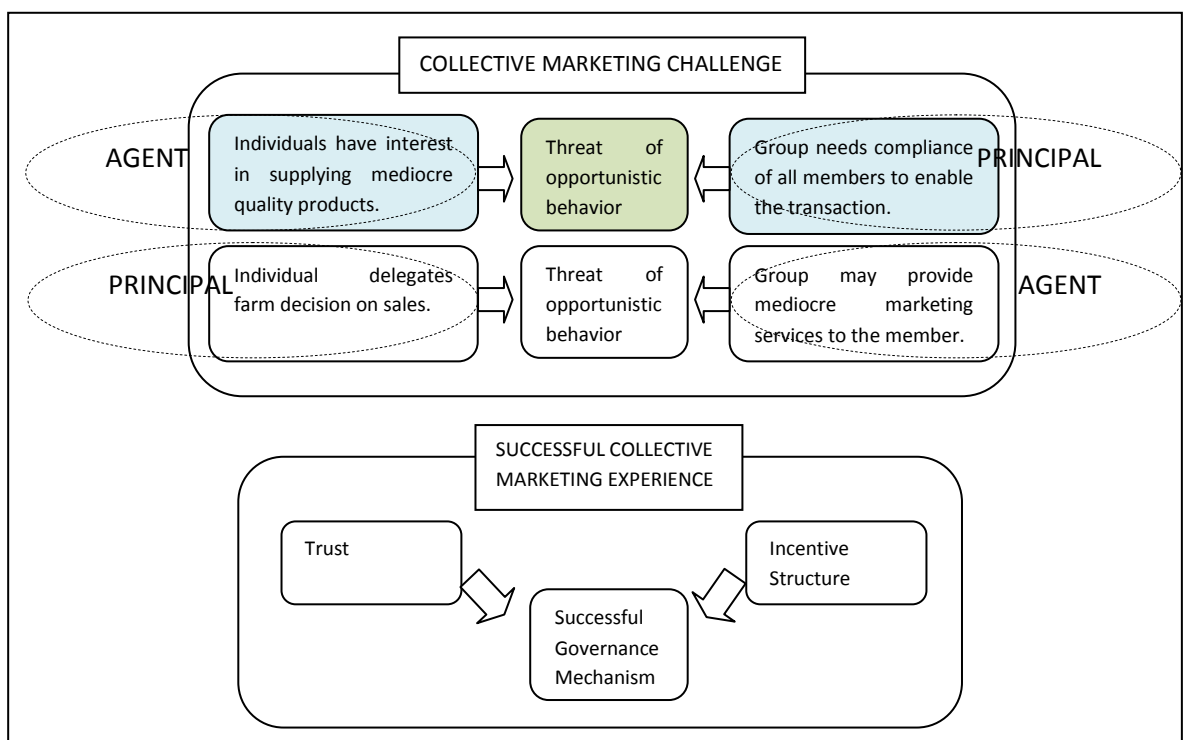 COLLECTIVE MARKETING CHALLENGE
AGENT
Individuals have interest
in supplying mediocre
quality products.
Threat of
opportunistic
behavior
Group needs compliance
of all members to enable
the transaction.
PRINCIPAL
PRINCIPAL
Individual delegates
farm decision on sales.
Threat of
opportunistic
behavior
Group may provide
mediocre marketing
services to the member.
AGENT
SUCCESSFUL COLLECTIVE
MARKETING EXPERIENCE
Trust
Incentive
Structure
Successful
Governance
Mechanism